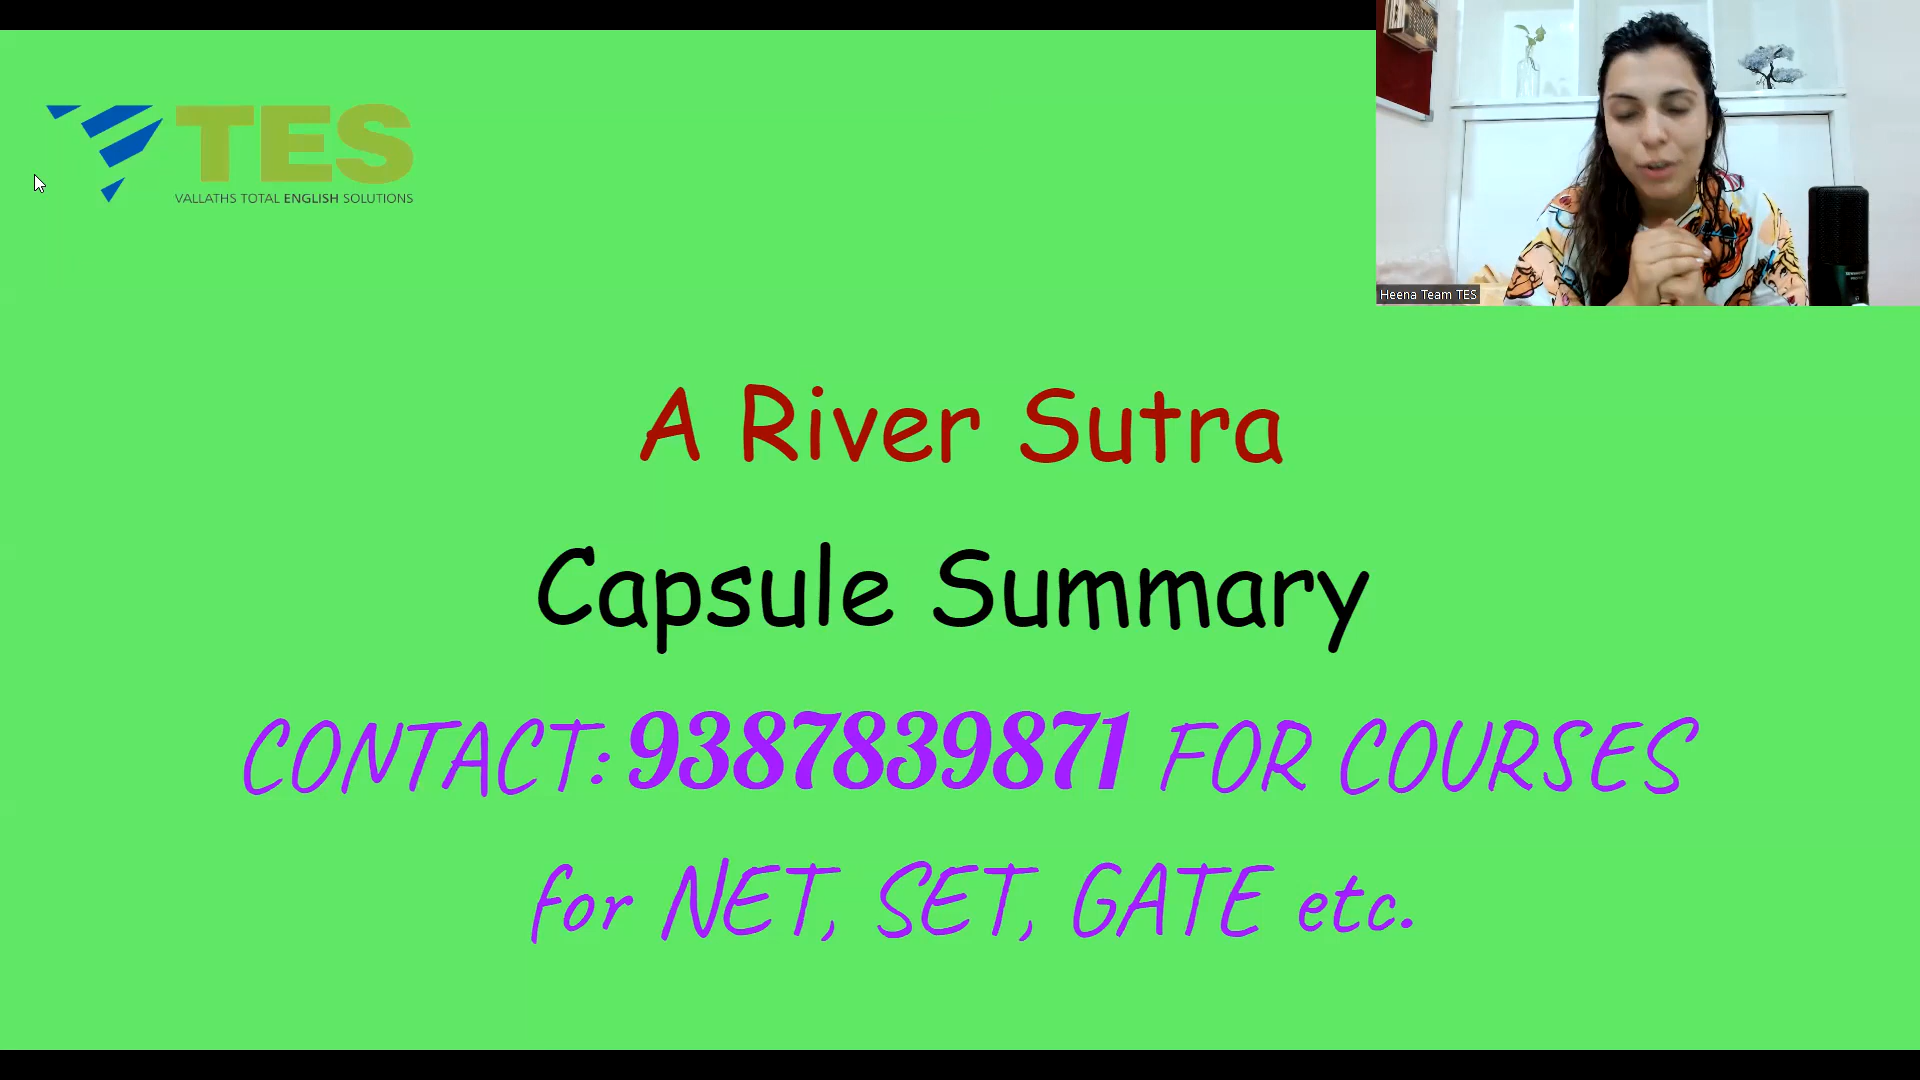 TES
VALLATHS TOTAL ENGLISH SOLUTIONS
Heena Team TES
A River Sutra
Capsule Summary
CONTACT: 9387839871 FOR COURSES
for NET, SET, GATE etc.